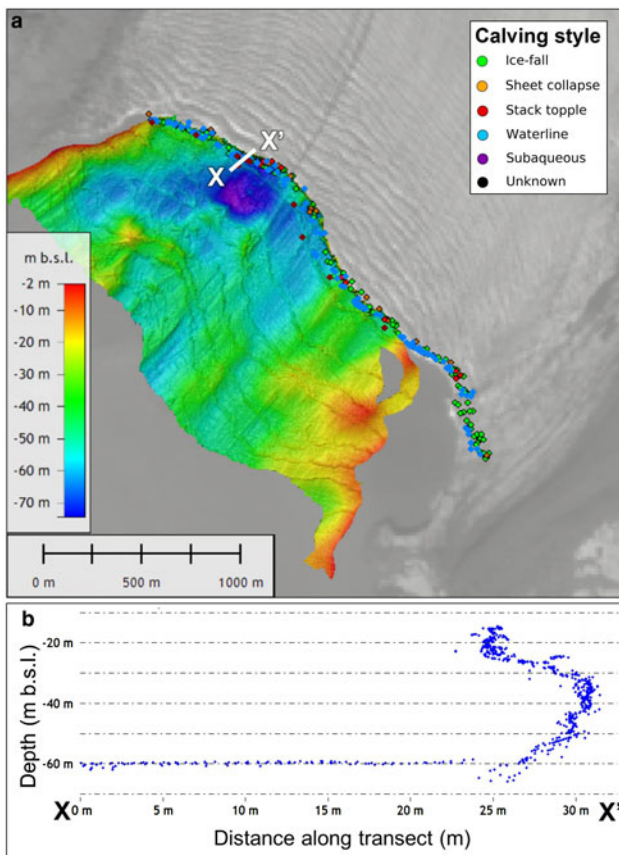 a
Calving style
Ice-fall
Sheet collapse
Stack topple
Waterline
Subaqueous
Unknown
X'
X
m b.s.l.
-2 m
-10 m
-20 m
-30 m
-40 m
-50 m
-60 m
-70 m
0 m 500 m 1000 m
b
Depth (m b.s.l.)
-20 m
-40 m
-60 m
X 0 m 5 m 10 m 15 m 20 m 25 m 30 m X'
Distance along transect (m)